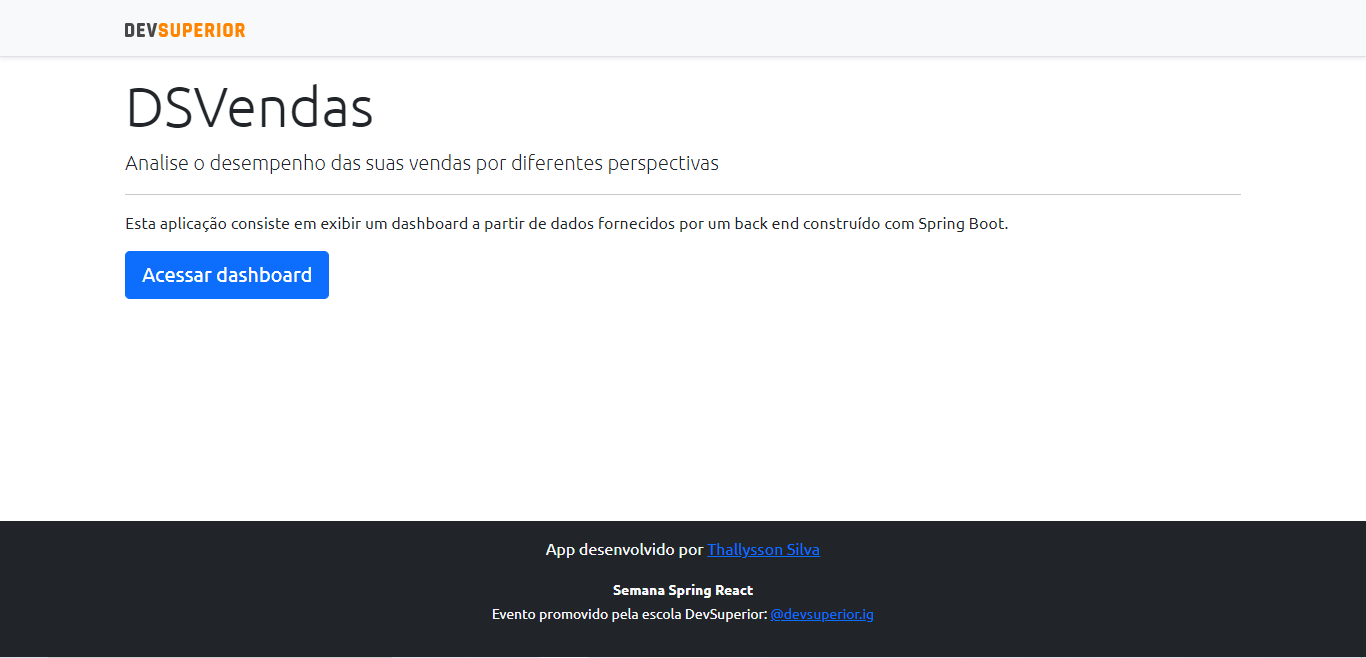 DEVSUPERIOR
DSVendas
Analise o desempenho das suas vendas por diferentes perspectivas
Esta aplicação consiste em exibir um dashboard a partir de dados fornecidos por um back end construído com Spring Boot.
Acessar dashboard
App desenvolvido por Thallysson Silva
Semana Spring React
Evento promovido pela escola DevSuperior: @devsuperior.ig